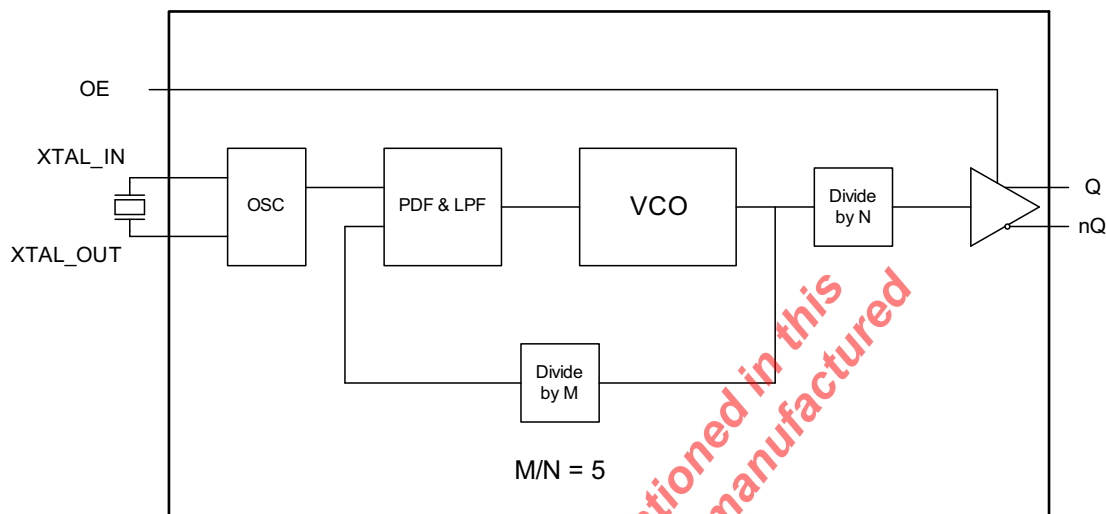 OE
XTAL_IN
XTAL_OUT
OSC
PDF & LPF
VCO
Divide
by N
Q
nQ
Divide
by M
M/N = 5
in this
manufactured